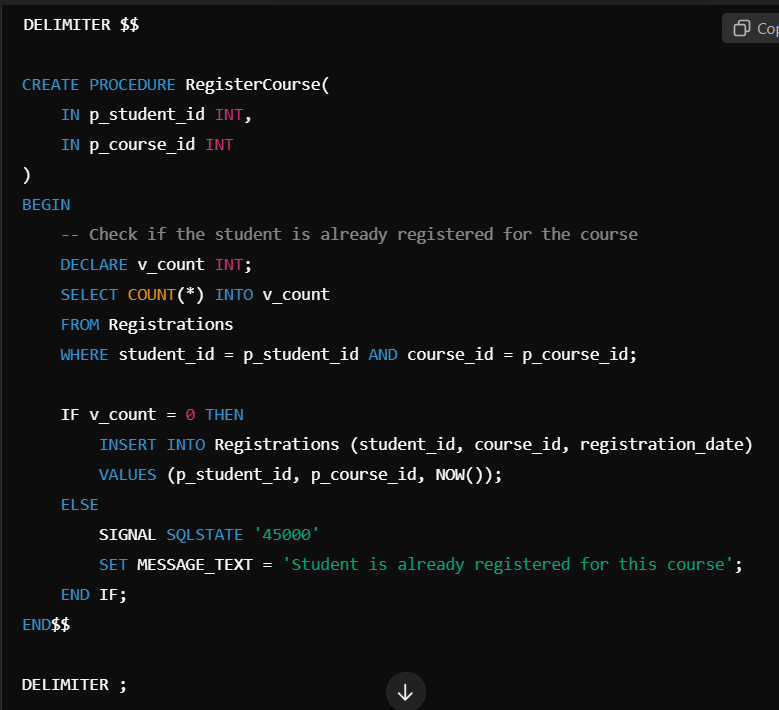 DELIMITER $$
Cop
CREATE PROCEDURE RegisterCourse(
    IN p_student_id INT,
    IN p_course_id INT
)
BEGIN
    -- Check if the student is already registered for the course
    DECLARE v_count INT;
    SELECT COUNT(*) INTO v_count
    FROM Registrations
    WHERE student_id = p_student_id AND course_id = p_course_id;
    IF v_count = 0 THEN
        INSERT INTO Registrations (student_id, course_id, registration_date)
        VALUES (p_student_id, p_course_id, NOW());
    ELSE
        SIGNAL SQLSTATE '45000'
        SET MESSAGE_TEXT = 'Student is already registered for this course';
    END IF;
END$$
DELIMITER ;